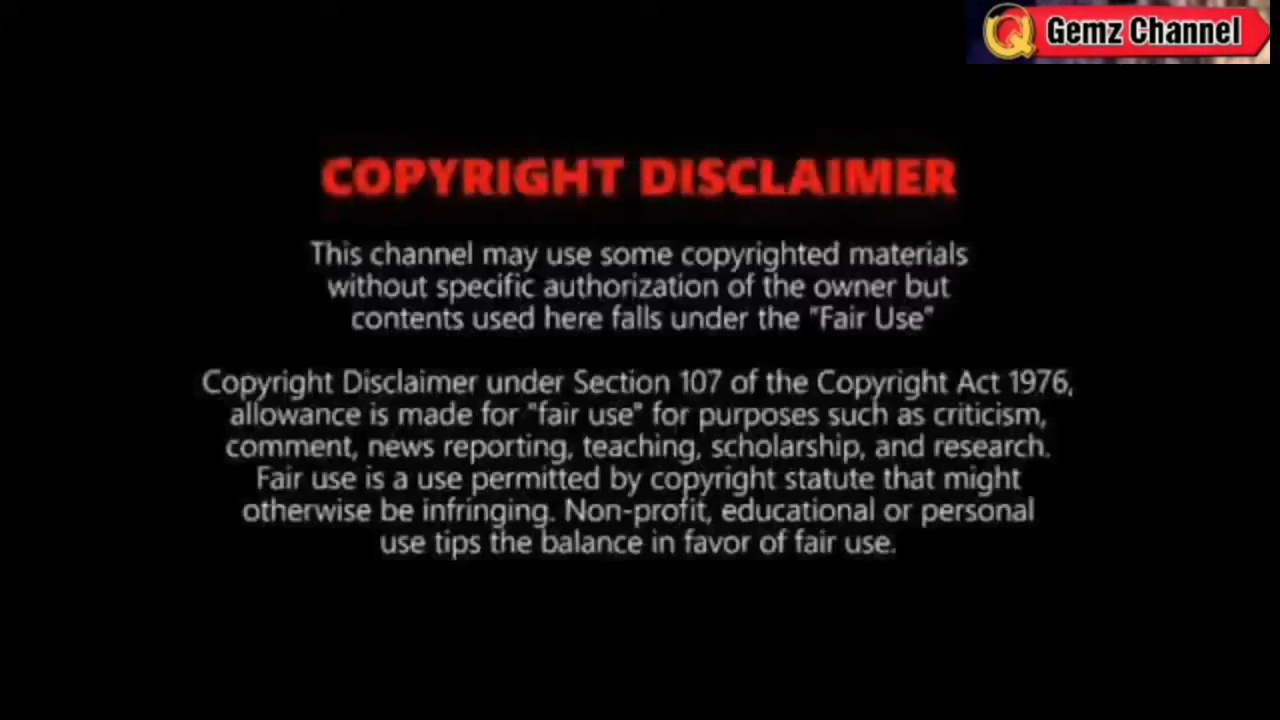 Gemz Channel
COPYRIGHT DISCLAIMER
This channel may use some copyrighted materials
without specific authorization of the owner but
contents used here falls under the "Fair Use"
Copyright Disclaimer under Section 107 of the Copyright Act 1976,
allowance is made for "fair use" for purposes such as criticism,
comment, news reporting, teaching, scholarship, and research.
Fair use is a use permitted by copyright statute that might
otherwise be infringing. Non-profit, educational or personal
use tips the balance in favor of fair use.